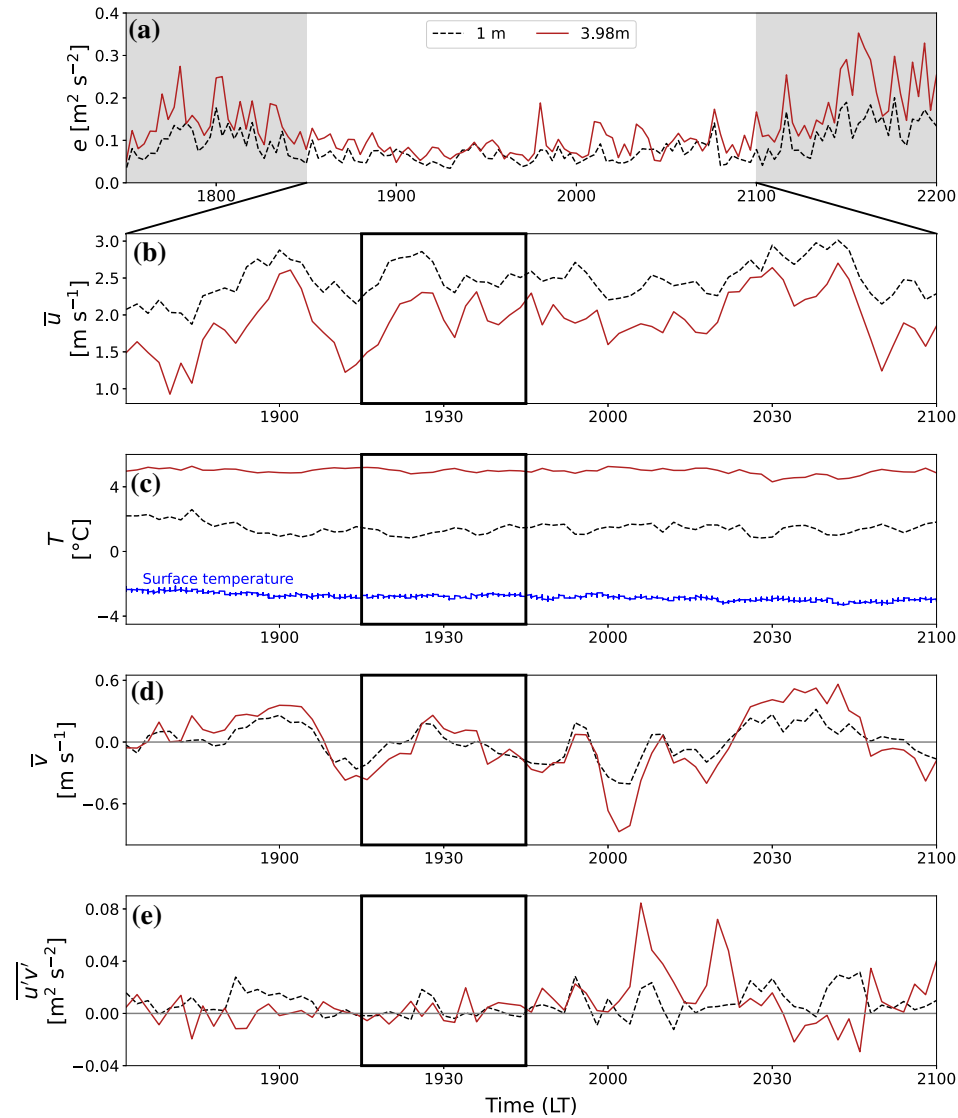 (a)
1 m
3.98m
e [m² s⁻²]
0.4
0.3
0.2
0.1
0.0
1800
1900
2000
2100
2200
(b)
u̅
[m s⁻¹]
3.0
2.5
2.0
1.5
1.0
1900
1930
2000
2030
2100
(c)
T̅
[°C]
4
0
−4
Surface temperature
1900
1930
2000
2030
2100
(d)
v̅
[m s⁻¹]
0.6
0.0
−0.6
1900
1930
2000
2030
2100
(e)
u̅'̅v̅'̅
[m² s⁻²]
0.08
0.04
0.00
−0.04
1900
1930
2000
2030
2100
Time (LT)